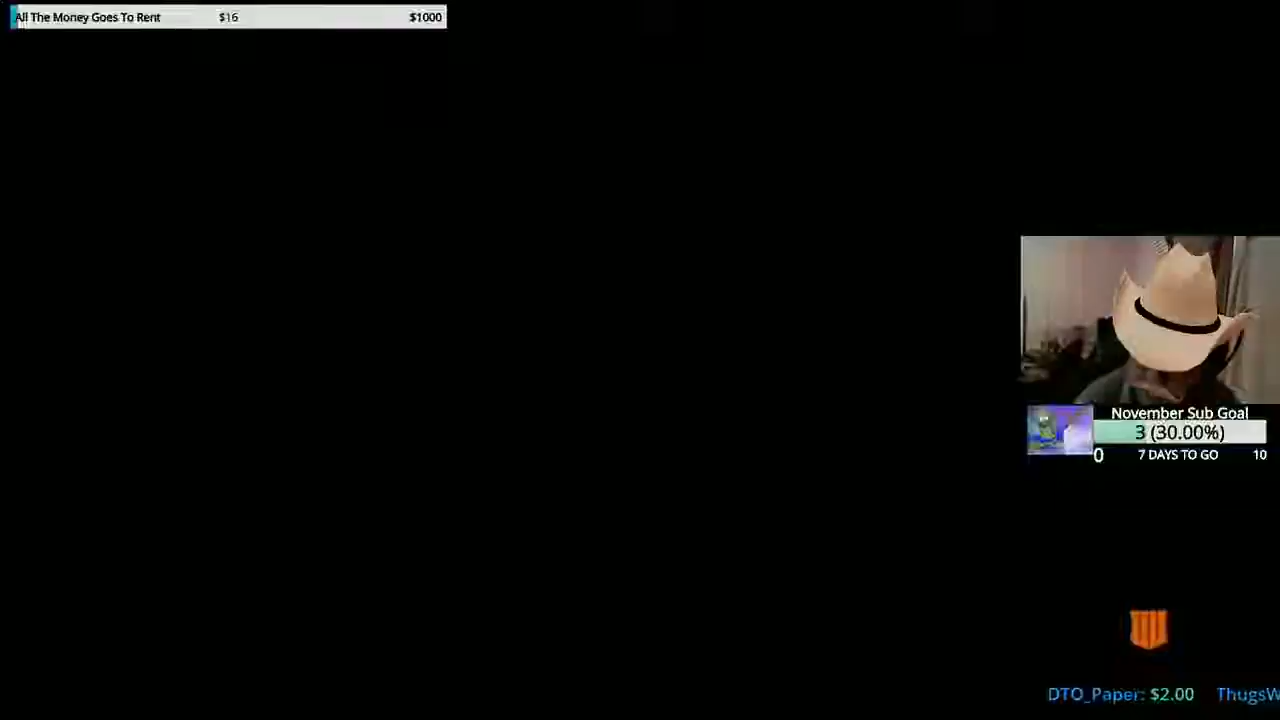 All The Money Goes To Rent $16 $1000
November Sub Goal
3 (30.00%)
0 7 DAYS TO GO 10
DTO_Paper: $2.00 ThugsW